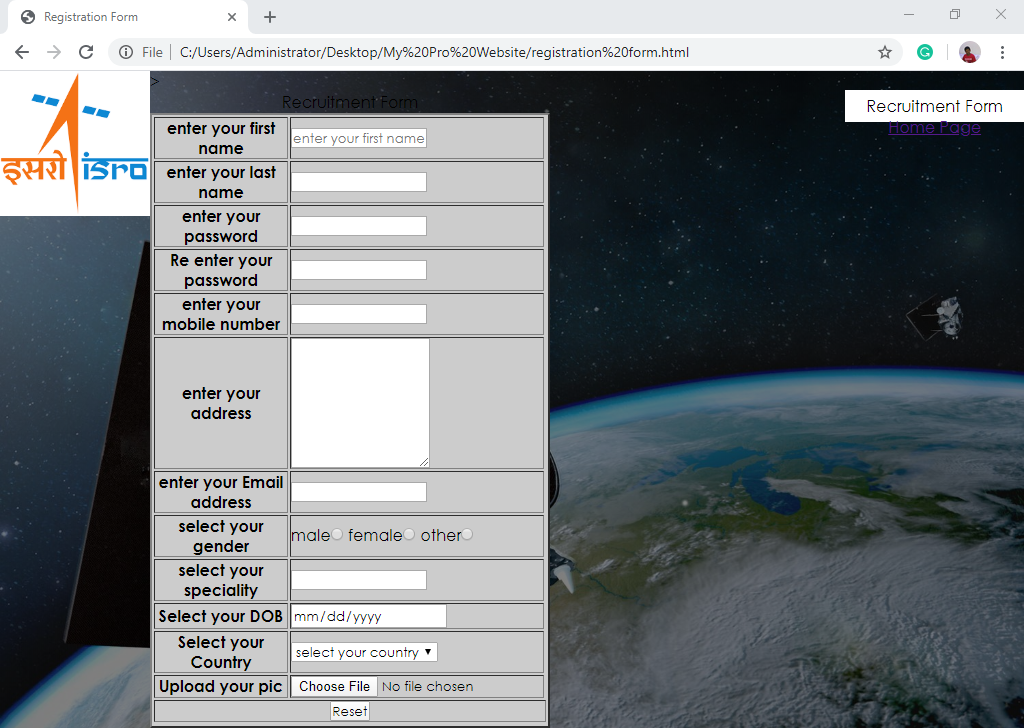 Registration Form
File
C:/Users/Administrator/Desktop/My%20Pro%20Website/registration%20form.html
इसरो isro
>
Recruitment Form
Recruitment Form
Home Page
enter your first
name
enter your first name
enter your last
name
enter your
password
Re enter your
password
enter your
mobile number
enter your
address
enter your Email
address
select your
gender
male female other
select your
speciality
Select your DOB
mm/dd/yyyy
Select your
Country
select your country
Upload your pic
Choose File No file chosen
Reset